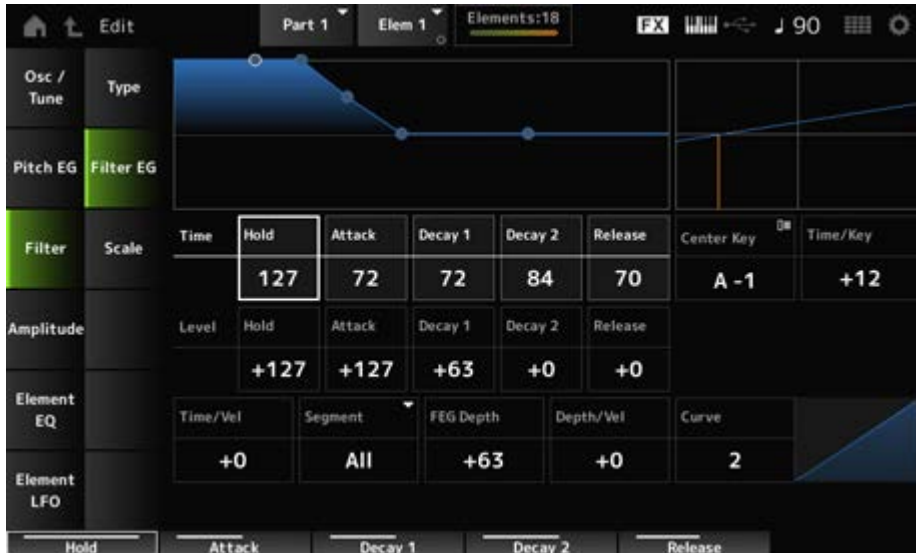 Edit Part 1 Elem 1 Elements:18 FX ♩ 90
Osc /
Tune
Type
Pitch EG Filter EG
Filter Scale
Time Hold Attack Decay 1 Decay 2 Release Center Key Time/Key
127 72 72 84 70 A -1 +12
Amplitude
Level Hold Attack Decay 1 Decay 2 Release
+127 +127 +63 +0 +0
Element
EQ
Time/Vel Segment FEG Depth Depth/Vel Curve
+0 All +63 +0 2
Element
LFO
Hold Attack Decay 1 Decay 2 Release